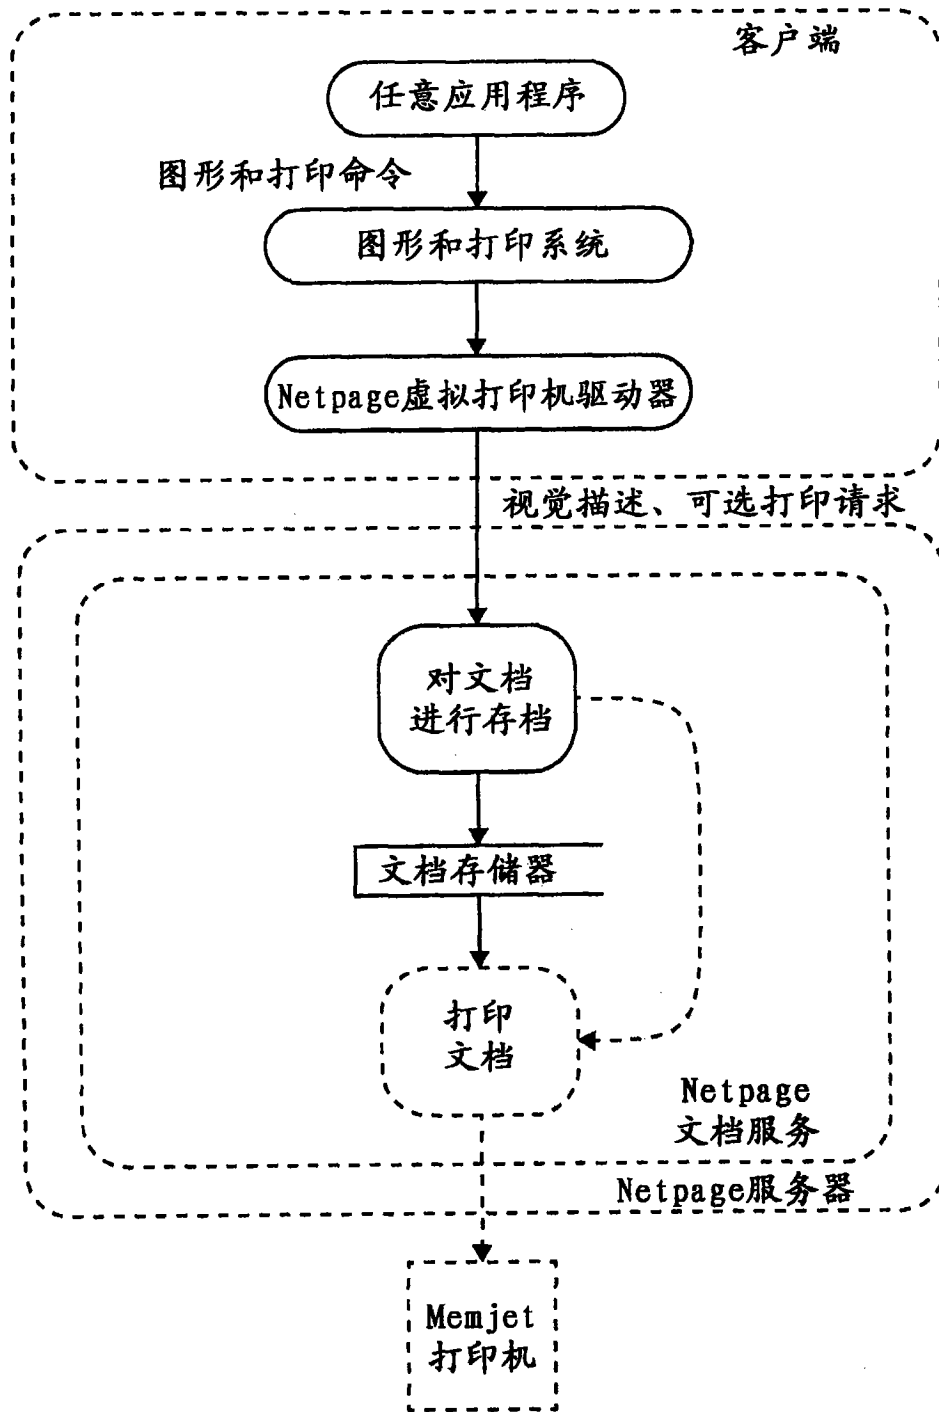 客户端
任意应用程序
图形和打印命令
图形和打印系统
Netpage虚拟打印机驱动器
视觉描述、可选打印请求
对文档
进行存档
文档存储器
打印
文档
Netpage
文档服务
Netpage服务器
Memjet
打印机